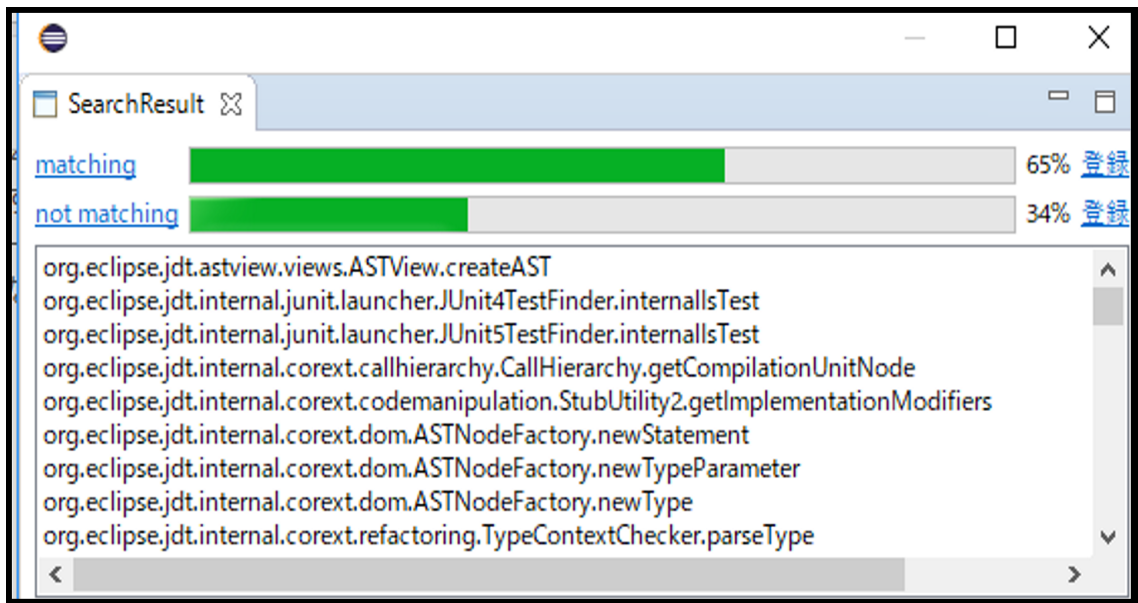 SearchResult
matching 65% 登録
not matching 34% 登録
org.eclipse.jdt.astview.views.ASTView.createAST
org.eclipse.jdt.internal.junit.launcher.JUnit4TestFinder.internalIsTest
org.eclipse.jdt.internal.junit.launcher.JUnit5TestFinder.internalIsTest
org.eclipse.jdt.internal.corext.callhierarchy.CallHierarchy.getCompilationUnitNode
org.eclipse.jdt.internal.corext.codemanipulation.StubUtility2.getImplementationModifiers
org.eclipse.jdt.internal.corext.dom.ASTNodeFactory.newStatement
org.eclipse.jdt.internal.corext.dom.ASTNodeFactory.newTypeParameter
org.eclipse.jdt.internal.corext.dom.ASTNodeFactory.newType
org.eclipse.jdt.internal.corext.refactoring.TypeContextChecker.parseType